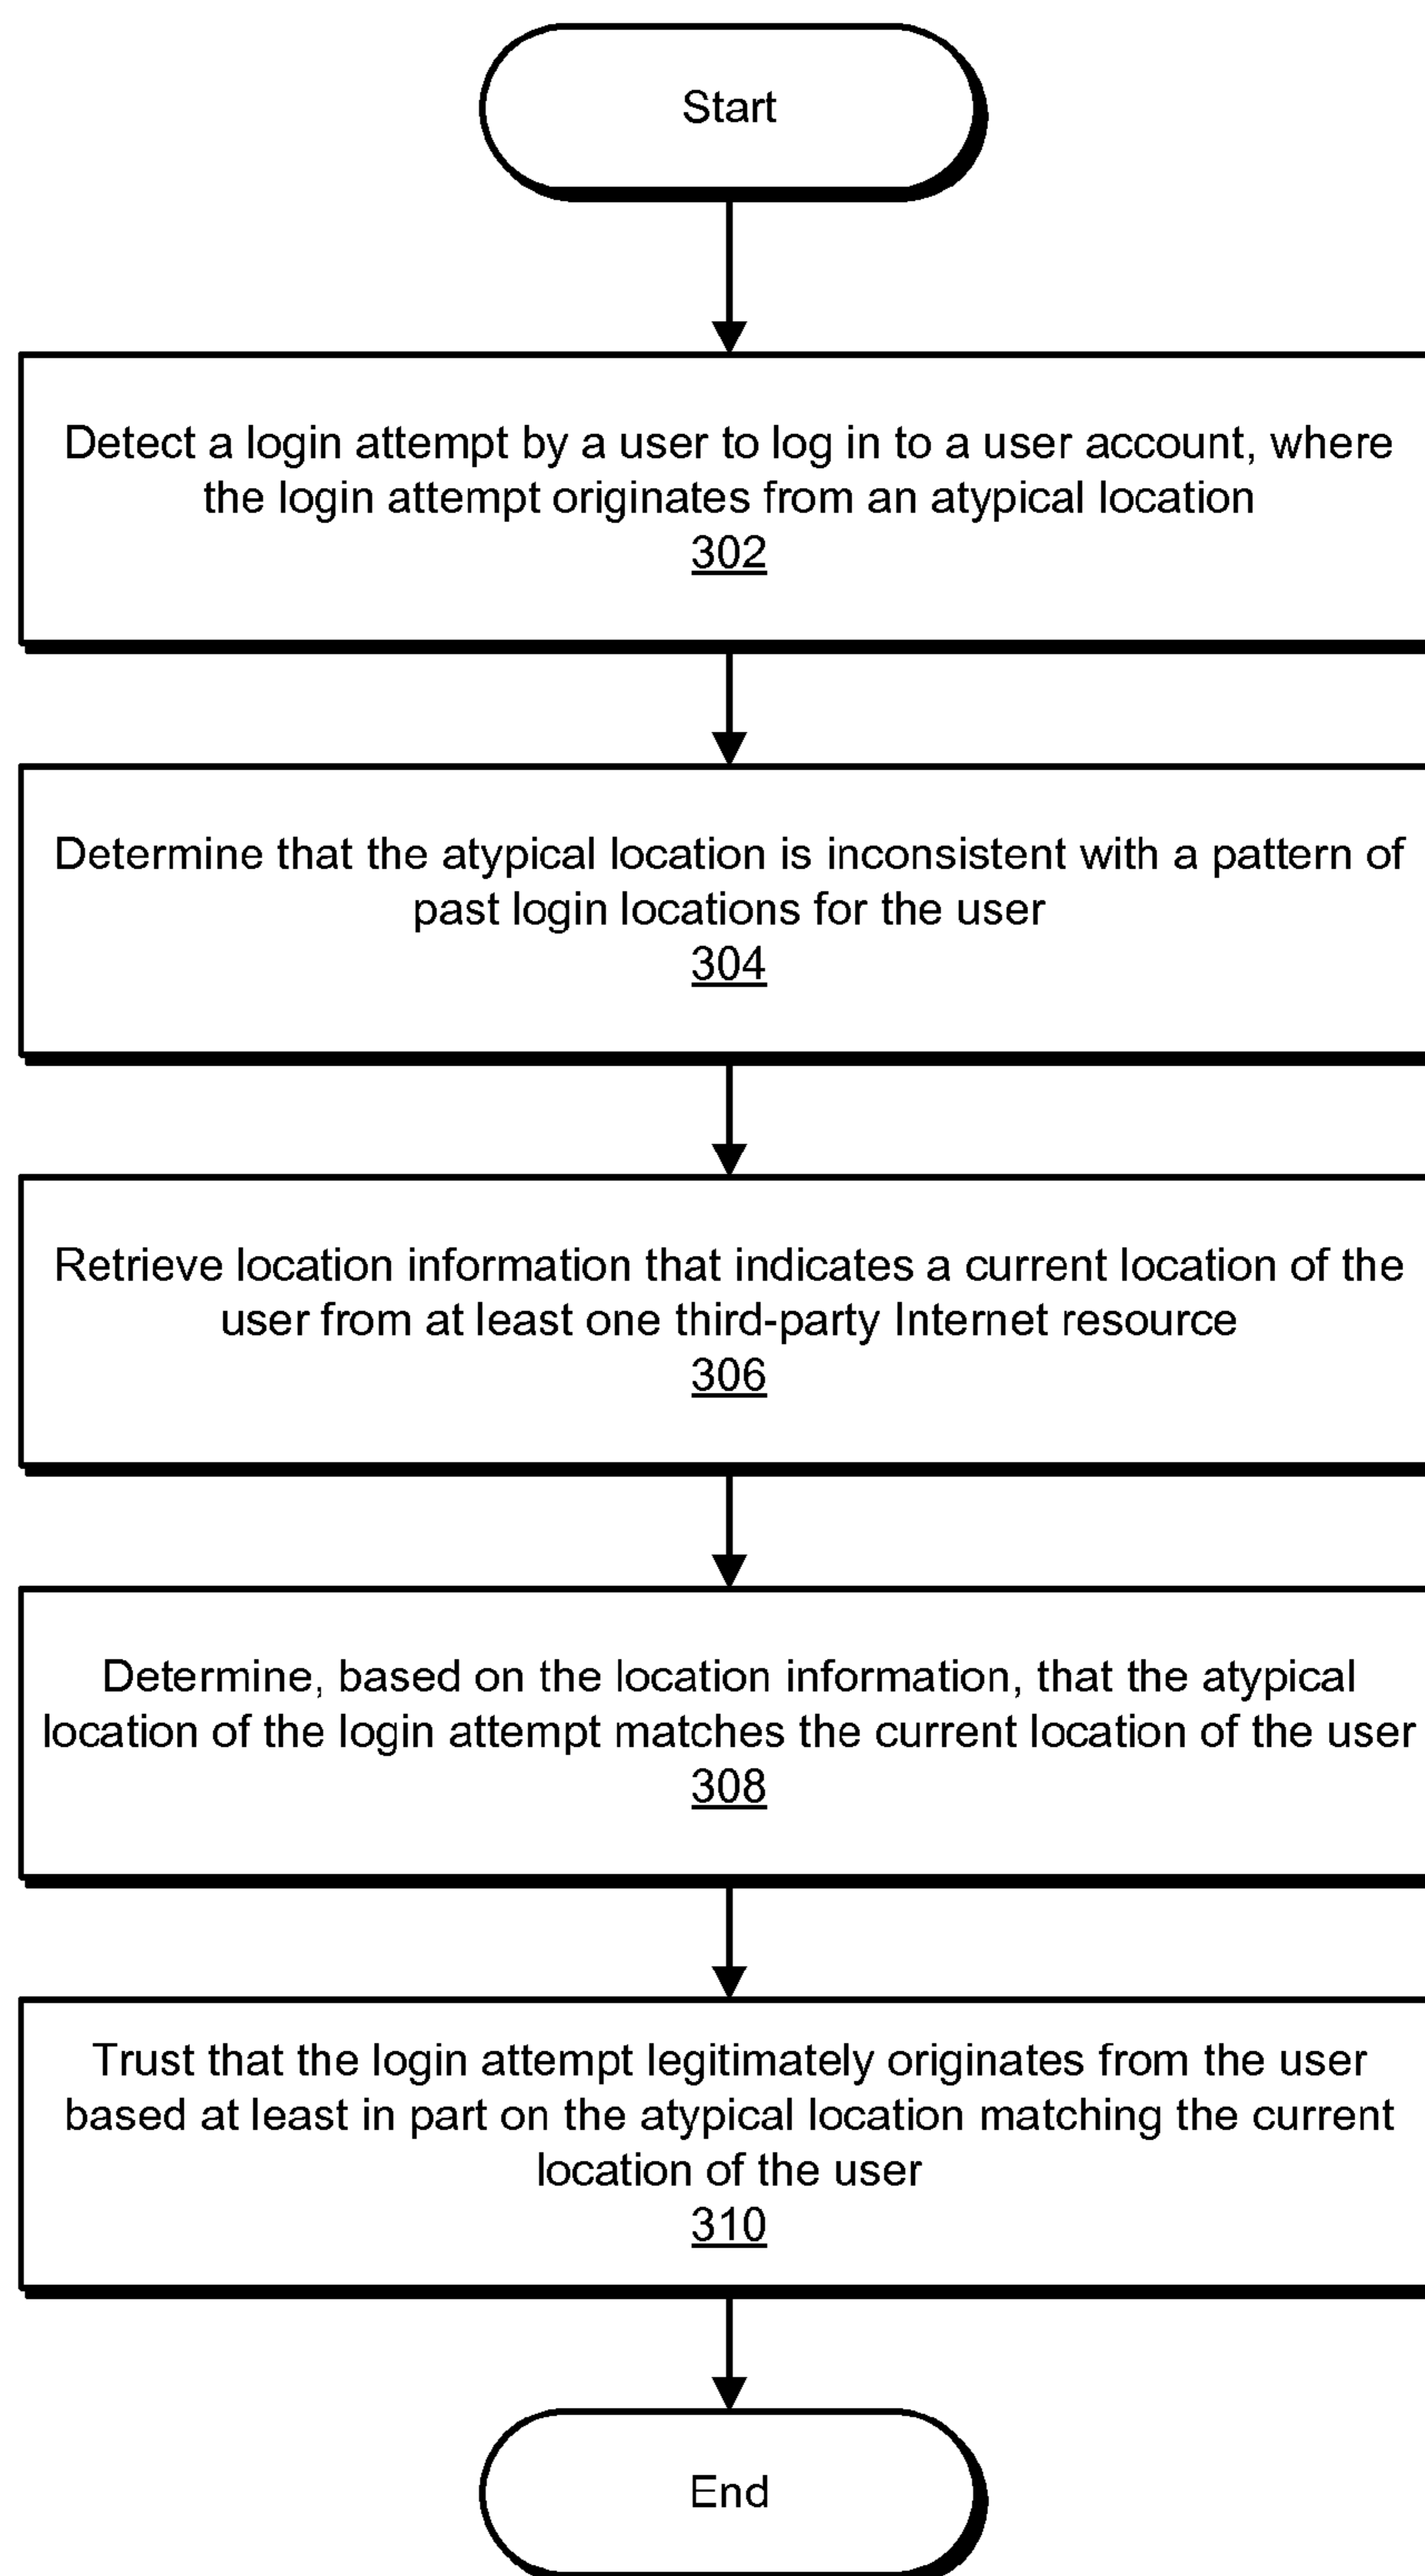 Start
Detect a login attempt by a user to log in to a user account, where
the login attempt originates from an atypical location
302
Determine that the atypical location is inconsistent with a pattern of
past login locations for the user
304
Retrieve location information that indicates a current location of the
user from at least one third-party Internet resource
306
Determine, based on the location information, that the atypical
location of the login attempt matches the current location of the user
308
Trust that the login attempt legitimately originates from the user
based at least in part on the atypical location matching the current
location of the user
310
End